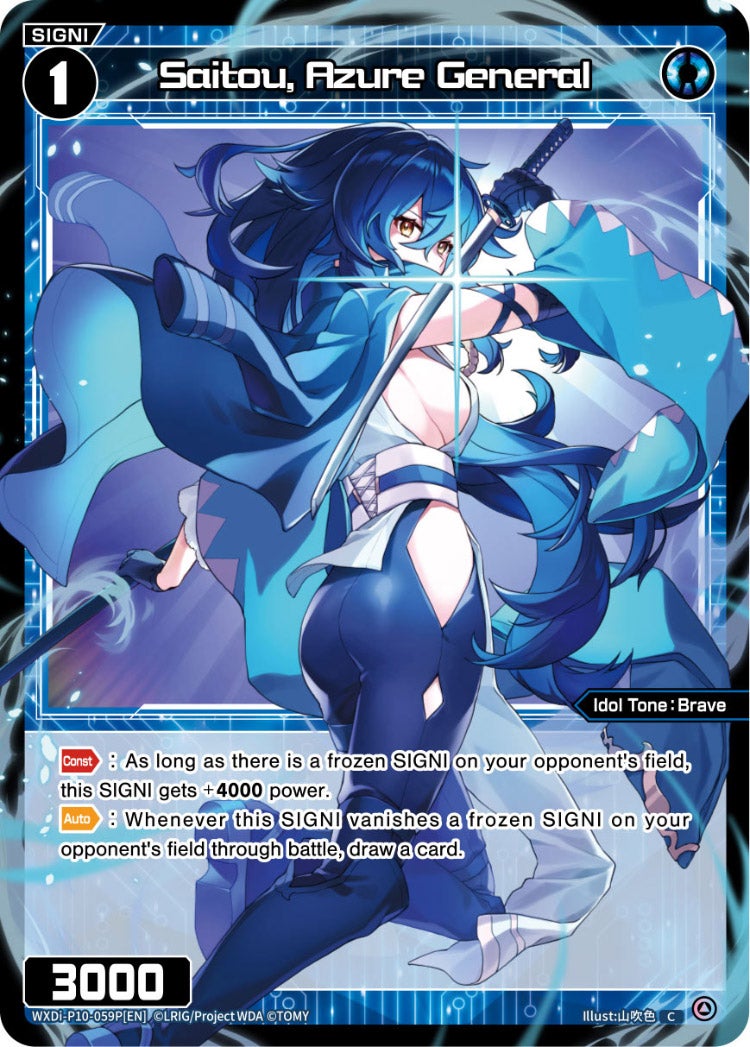 SIGNI
1
Saitou, Azure General
Idol Tone:Brave
Const : As long as there is a frozen SIGNI on your opponent's field,
this SIGNI gets +4000 power.
Auto : Whenever this SIGNI vanishes a frozen SIGNI on your
opponent's field through battle, draw a card.
3000
WXDi-P10-059P[EN] ©LRIG/Project WDA ©TOMY
Illust:山吹色 C